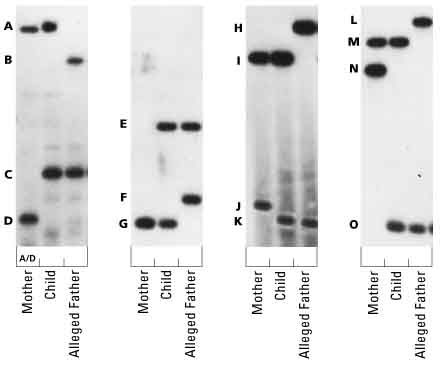 A
B
C
D
A/D
Mother
Child
Alleged Father
E
F
G
Mother
Child
Alleged Father
H
I
J
K
Mother
Child
Alleged Father
L
M
N
O
Mother
Child
Alleged Father